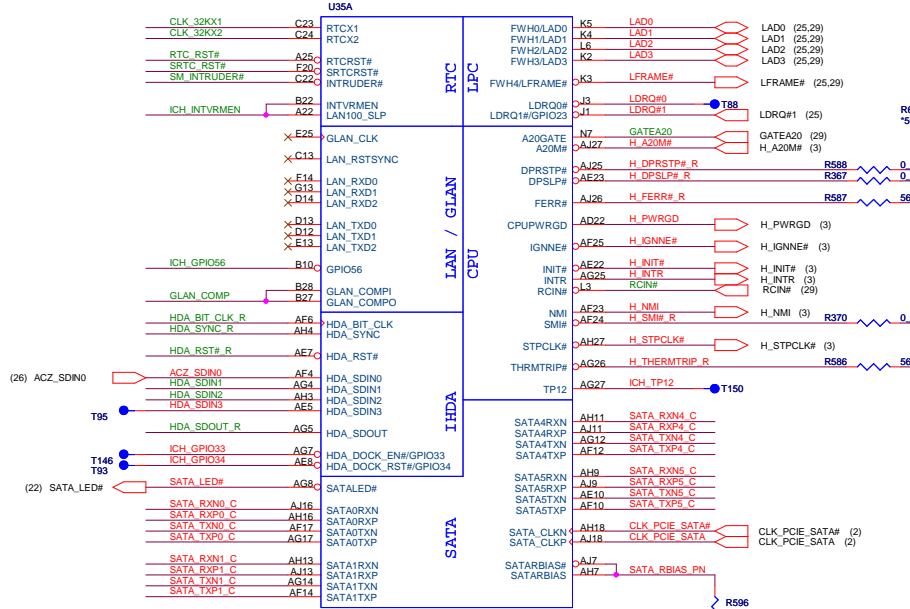 U35A
CLK_32KX1 C23 RTCX1
CLK_32KX2 C24 RTCX2
RTC_RST# A25 RTCRST#
SRTC_RST# F20 SRTCRST#
SM_INTRUDER# C22 INTRUDER#
B22 INTVRMEN
ICH_INTVRMEN A22 LAN100_SLP
E25 GLAN_CLK
C13 LAN_RSTSYNC
F14 LAN_RXD0
G13 LAN_RXD1
D14 LAN_RXD2
D13 LAN_TXD0
D12 LAN_TXD1
E13 LAN_TXD2
ICH_GPIO56 B10 GPIO56
B28 GLAN_COMPI
GLAN_COMP B27 GLAN_COMPO
HDA_BIT_CLK_R AF6 HDA_BIT_CLK
HDA_SYNC_R AH4 HDA_SYNC
HDA_RST#_R AE7 HDA_RST#
(26) ACZ_SDIN0 ACZ_SDIN0 AF4 HDA_SDIN0
HDA_SDIN1 AG4 HDA_SDIN1
HDA_SDIN2 AH3 HDA_SDIN2
T95 HDA_SDIN3 AE5 HDA_SDIN3
HDA_SDOUT_R AG5 HDA_SDOUT
T146 ICH_GPIO33 AG7 HDA_DOCK_EN#/GPIO33
T93 ICH_GPIO34 AE8 HDA_DOCK_RST#/GPIO34
(22) SATA_LED# SATA_LED# AG8 SATALED#
SATA_RXN0_C AJ16 SATA0RXN
SATA_RXP0_C AH16 SATA0RXP
SATA_TXN0_C AF17 SATA0TXN
SATA_TXP0_C AG17 SATA0TXP
SATA_RXN1_C AH13 SATA1RXN
SATA_RXP1_C AJ13 SATA1RXP
SATA_TXN1_C AG14 SATA1TXN
SATA_TXP1_C AF14 SATA1TXP
RTC
LPC
LAN / GLAN
CPU
IHDA
SATA
FWH0/LAD0 K5 LAD0 LAD0 (25,29)
FWH1/LAD1 K4 LAD1 LAD1 (25,29)
FWH2/LAD2 L6 LAD2 LAD2 (25,29)
FWH3/LAD3 K2 LAD3 LAD3 (25,29)
FWH4/LFRAME# K3 LFRAME# LFRAME# (25,29)
LDRQ0# J3 LDRQ#0 T88
LDRQ1#/GPIO23 J1 LDRQ#1 LDRQ#1 (25)
A20GATE N7 GATEA20 GATEA20 (29)
A20M# AJ27 H_A20M# H_A20M# (3)
DPRSTP# AJ25 H_DPRSTP#_R R588 0_
DPSLP# AE23 H_DPSLP#_R R367 0_
FERR# AJ26 H_FERR#_R R587 56
CPUPWRGD AD22 H_PWRGD H_PWRGD (3)
IGNNE# AF25 H_IGNNE# H_IGNNE# (3)
INIT# AE22 H_INIT# H_INIT# (3)
INTR AG25 H_INTR H_INTR (3)
RCIN# L3 RCIN# RCIN# (29)
NMI AF23 H_NMI H_NMI (3)
SMI# AF24 H_SMI#_R R370 0_
STPCLK# AH27 H_STPCLK# H_STPCLK# (3)
THRMTRIP# AG26 H_THERMTRIP_R R586 56
TP12 AG27 ICH_TP12 T150
SATA4RXN AH11 SATA_RXN4_C
SATA4RXP AJ11 SATA_RXP4_C
SATA4TXN AG12 SATA_TXN4_C
SATA4TXP AF12 SATA_TXP4_C
SATA5RXN AH9 SATA_RXN5_C
SATA5RXP AJ9 SATA_RXP5_C
SATA5TXN AE10 SATA_TXN5_C
SATA5TXP AF10 SATA_TXP5_C
SATA_CLKN AH18 CLK_PCIE_SATA# CLK_PCIE_SATA# (2)
SATA_CLKP AJ18 CLK_PCIE_SATA CLK_PCIE_SATA (2)
SATARBIAS# AJ7
SATARBIAS AH7 SATA_RBIAS_PN
R596